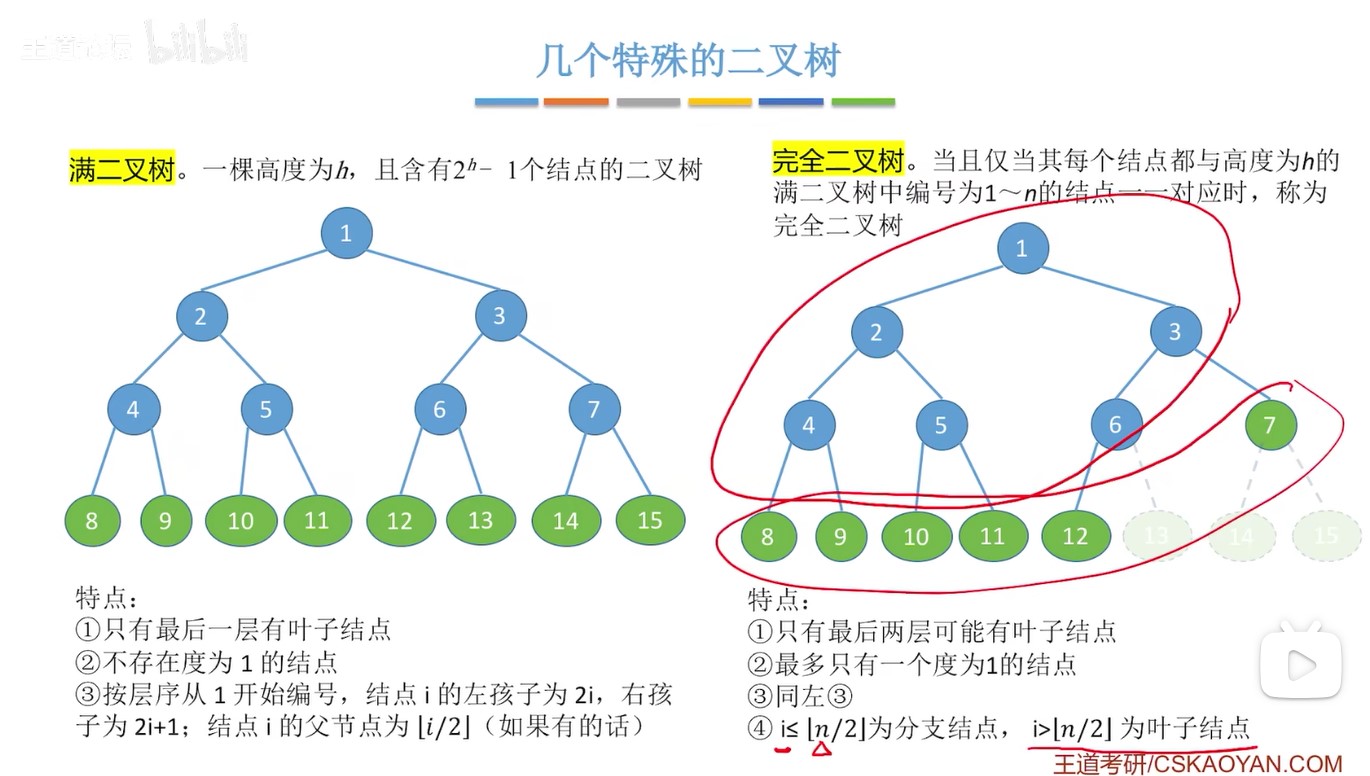 王道论坛 bilibili
几个特殊的二叉树
满二叉树。一棵高度为h，且含有2ʰ− 1个结点的二叉树
1
2 3
4 5 6 7
8 9 10 11 12 13 14 15
特点：
①只有最后一层有叶子结点
②不存在度为 1 的结点
③按层序从 1 开始编号，结点 i 的左孩子为 2i，右孩
子为 2i+1；结点 i 的父节点为 ⌊i/2⌋（如果有的话）
完全二叉树。当且仅当其每个结点都与高度为h的
满二叉树中编号为1～n的结点一一对应时，称为
完全二叉树
1
2 3
4 5 6 7
8 9 10 11 12 13 14 15
特点：
①只有最后两层可能有叶子结点
②最多只有一个度为1的结点
③同左③
④ i≤ ⌊n/2⌋为分支结点， i>⌊n/2⌋ 为叶子结点
王道考研/CSKAOYAN.COM